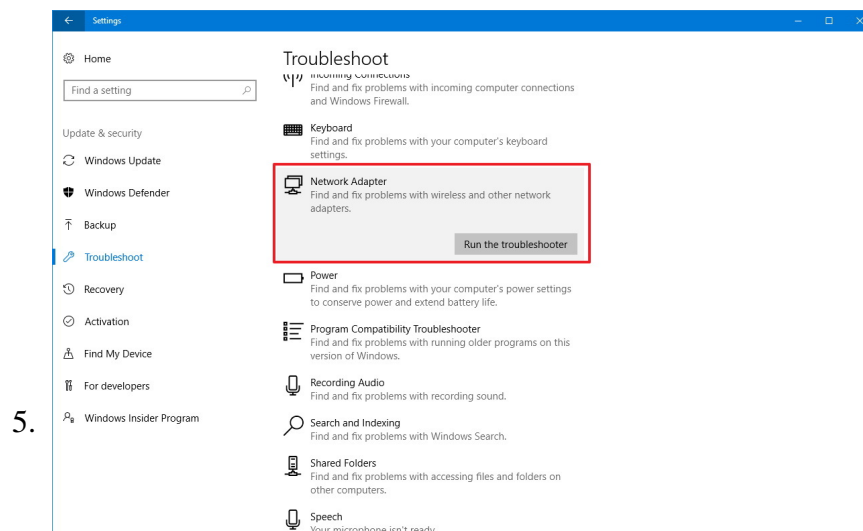 Settings
Home
Find a setting
Update & security
Windows Update
Windows Defender
Backup
Troubleshoot
Recovery
Activation
Find My Device
For developers
Windows Insider Program
5.
Troubleshoot
Incoming Connections
Find and fix problems with incoming computer connections
and Windows Firewall.
Keyboard
Find and fix problems with your computer's keyboard
settings.
Network Adapter
Find and fix problems with wireless and other network
adapters.
Run the troubleshooter
Power
Find and fix problems with your computer's power settings
to conserve power and extend battery life.
Program Compatibility Troubleshooter
Find and fix problems with running older programs on this
version of Windows.
Recording Audio
Find and fix problems with recording sound.
Search and Indexing
Find and fix problems with Windows Search.
Shared Folders
Find and fix problems with accessing files and folders on
other computers.
Speech
Your microphone isn't ready